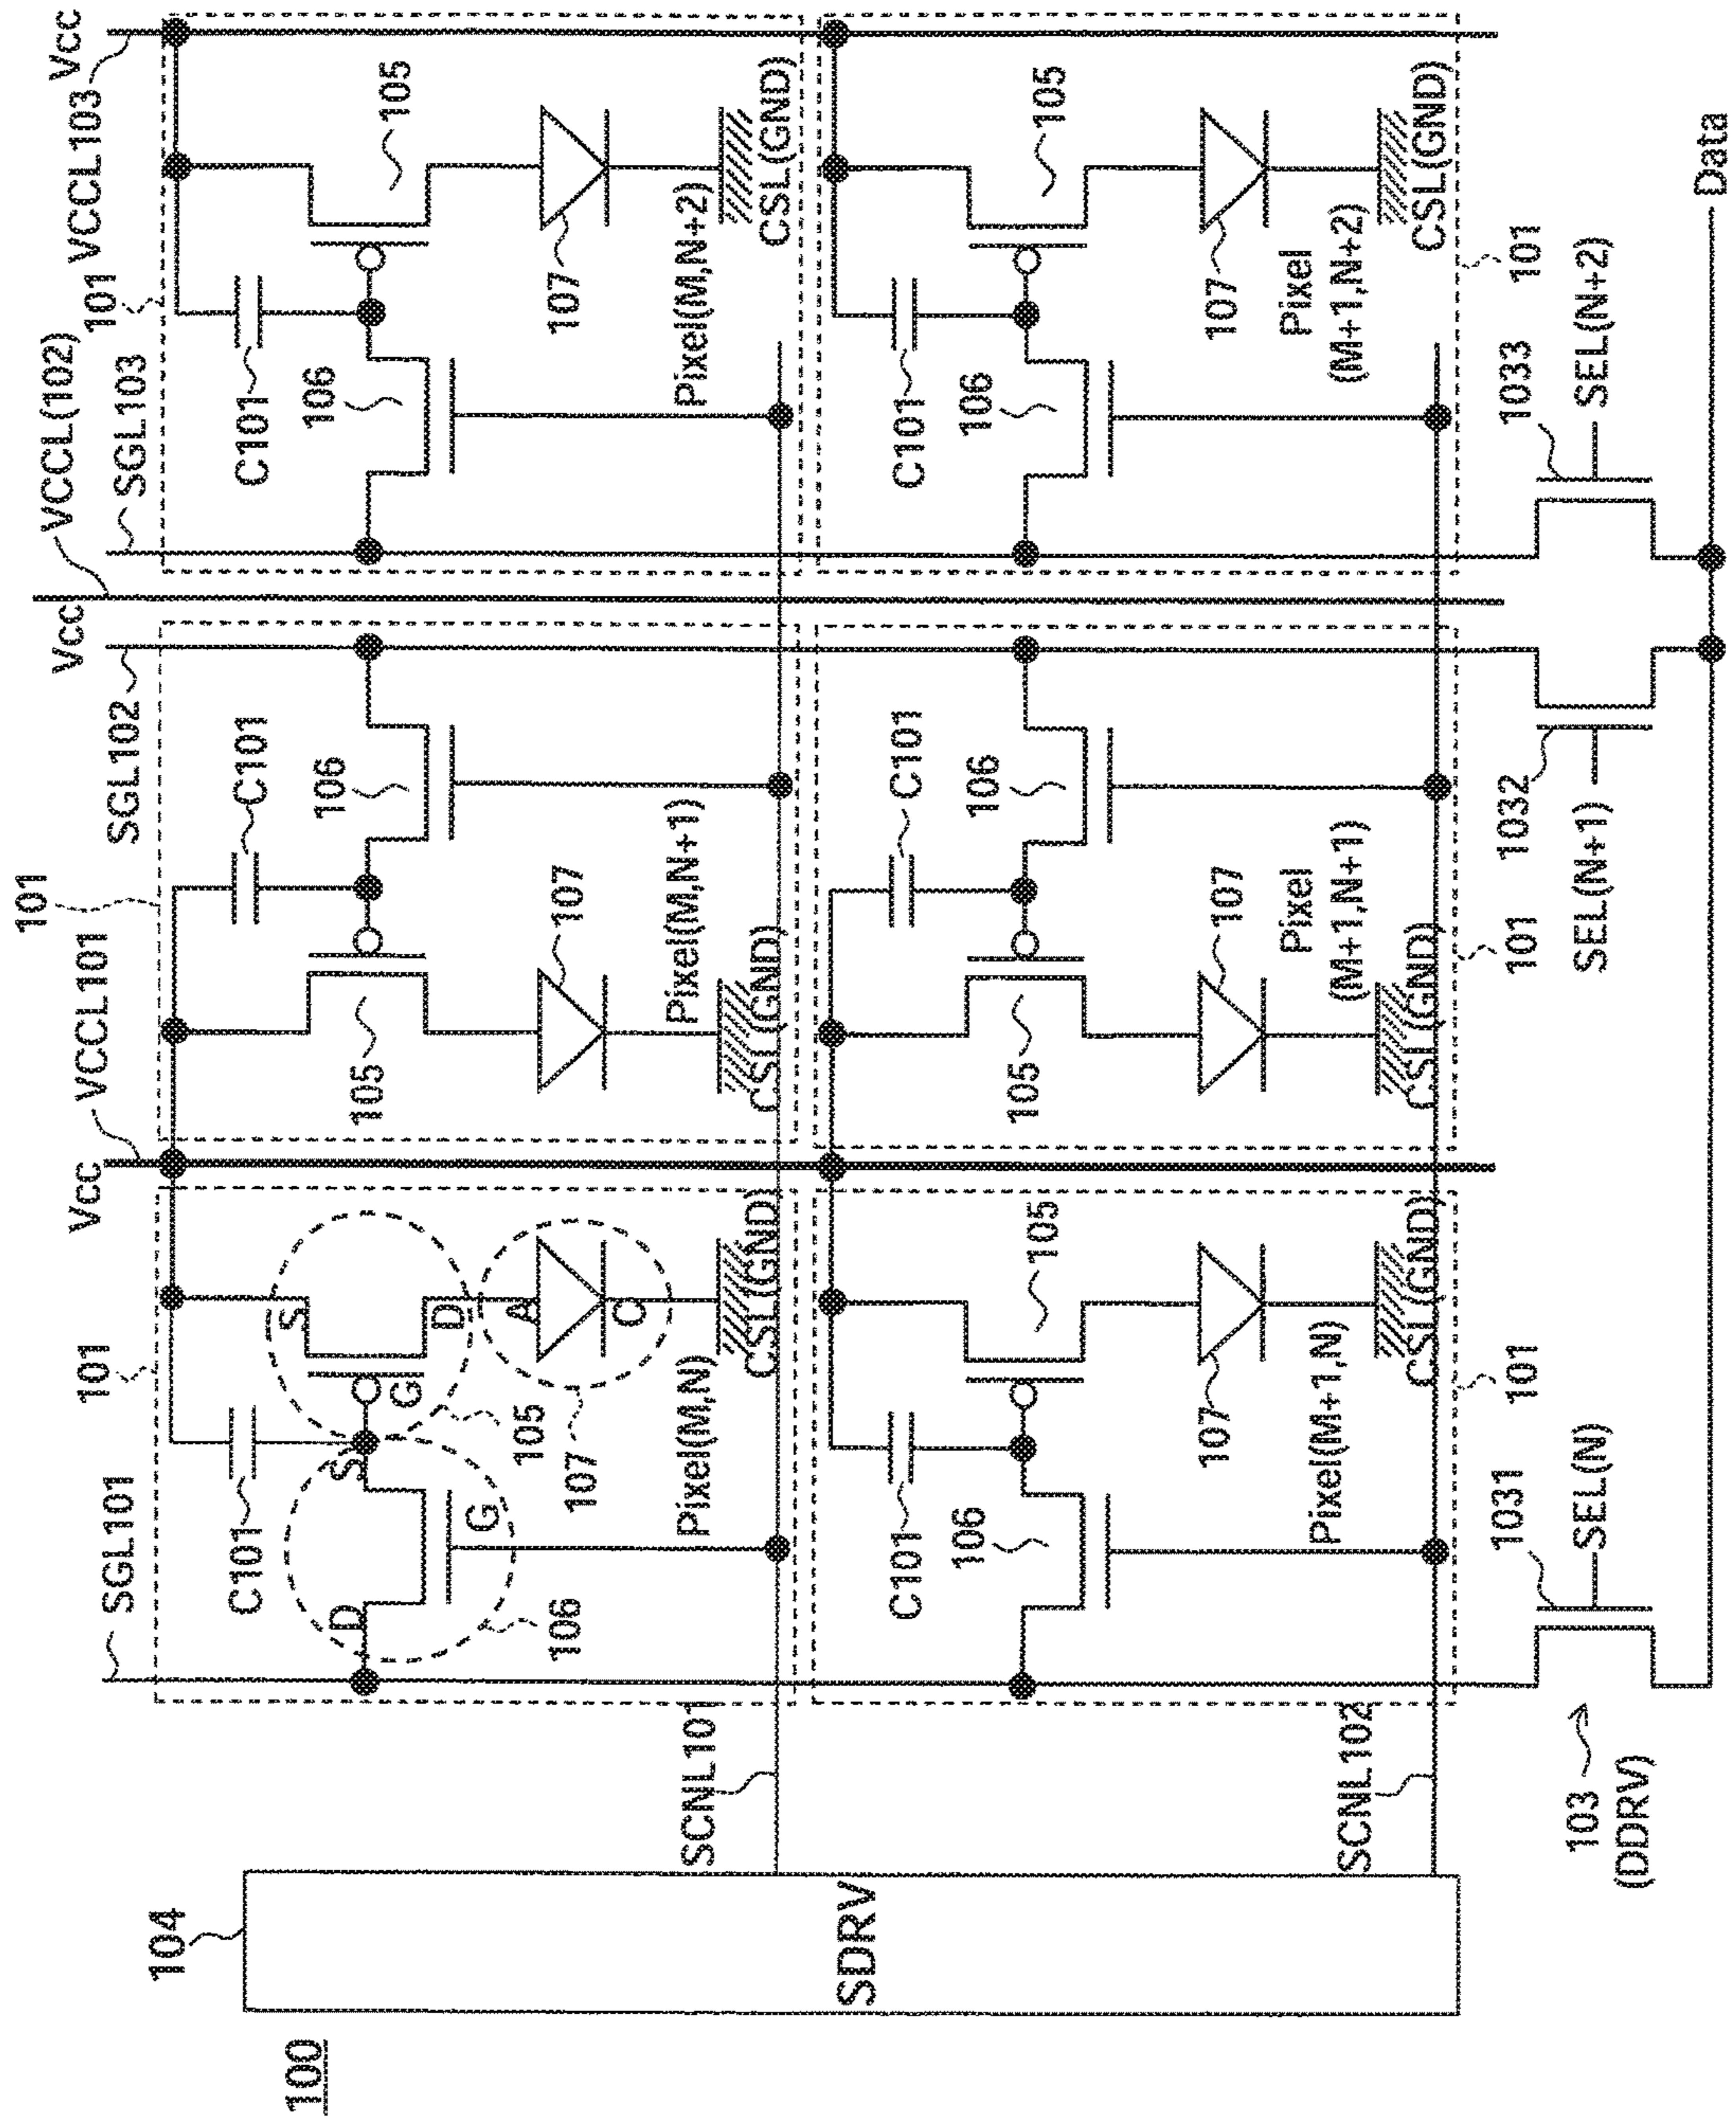 100
104
SDRV
SCNL101
SCNL102
103
(DDRV)
SGL101
101
Vcc
VCCL101
101
SGL102
Vcc
VCCL(102)
SGL103
101
VCCL103
Vcc
C101
S
D
G
105
S
D
G
106
A
C
107
Pixel(M,N)
CSL(GND)
C101
106
105
107
Pixel(M,N+1)
CSL(GND)
C101
106
105
107
Pixel(M,N+2)
CSL(GND)
C101
106
105
107
Pixel(M+1,N)
CSL(GND)
101
C101
106
105
107
Pixel
(M+1,N+1)
CSL(GND)
101
C101
106
105
107
Pixel
(M+1,N+2)
CSL(GND)
101
1031
SEL(N)
1032
SEL(N+1)
1033
SEL(N+2)
Data